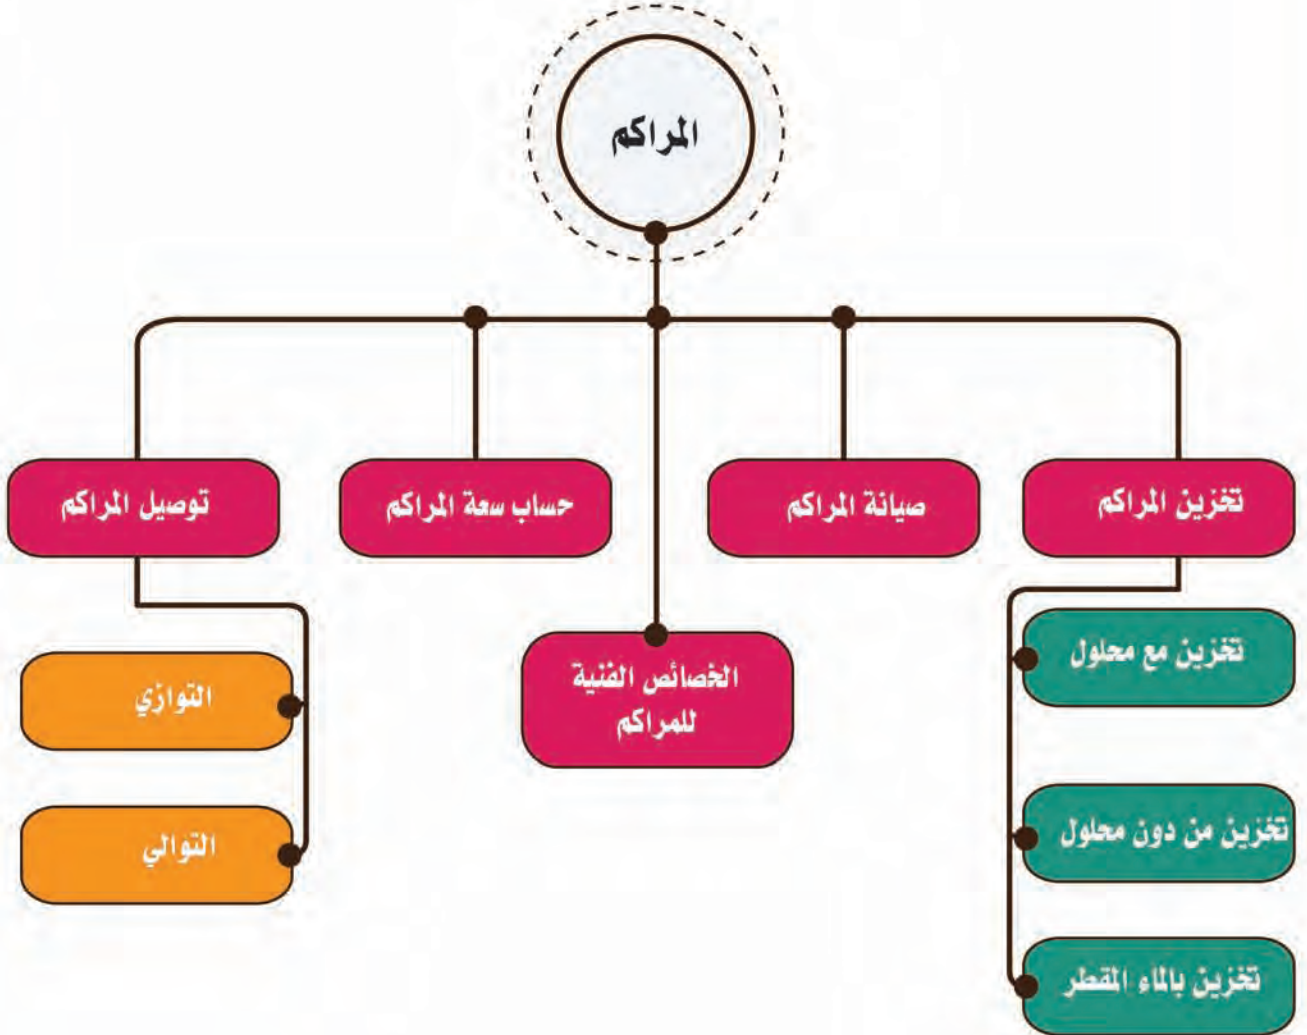 المراكم
تخزين المراكم
صيانة المراكم
حساب سعة المراكم
توصيل المراكم
الخصائص الفنية
للمراكم
تخزين مع محلول
تخزين من دون محلول
تخزين بالماء المقطر
التوازي
التوالي